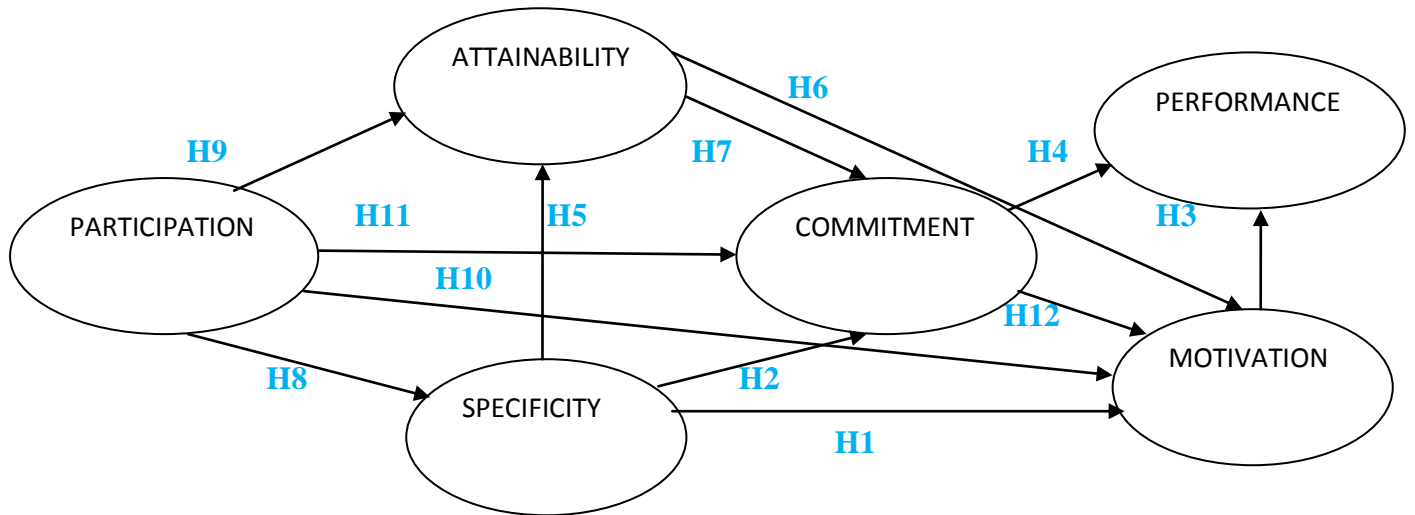 ATTAINABILITY
H6
PERFORMANCE
H9
H7
H4
PARTICIPATION
H11
H5
COMMITMENT
H3
H10
H12
MOTIVATION
H8
SPECIFICITY
H2
H1